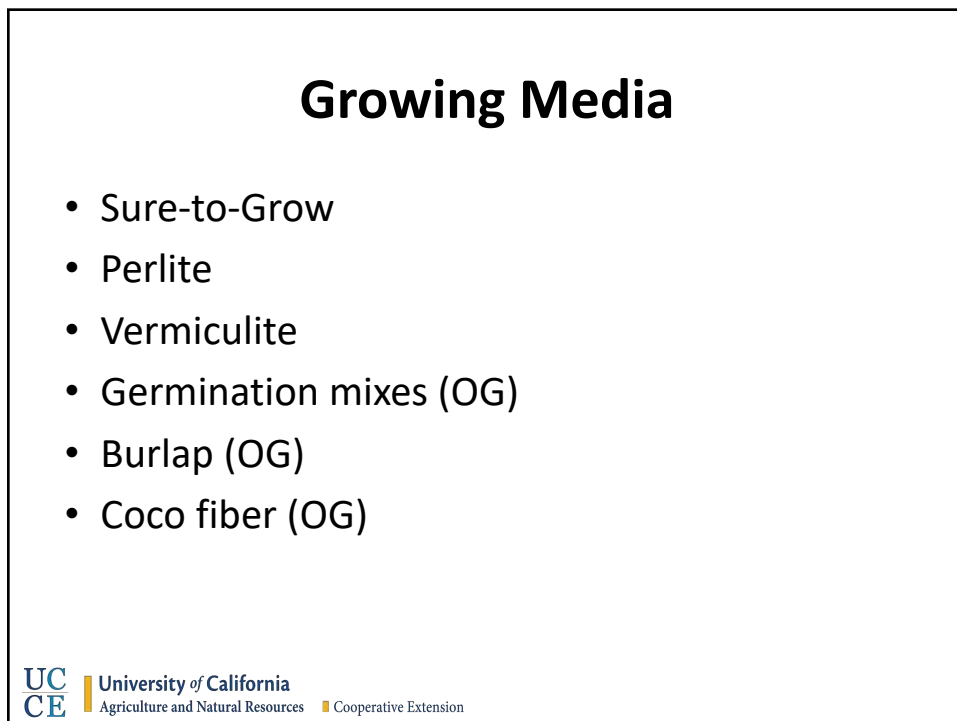 Growing Media
• Sure-to-Grow
• Perlite
• Vermiculite
• Germination mixes (OG)
• Burlap (OG)
• Coco fiber (OG)
UC
CE
University of California
Agriculture and Natural Resources Cooperative Extension